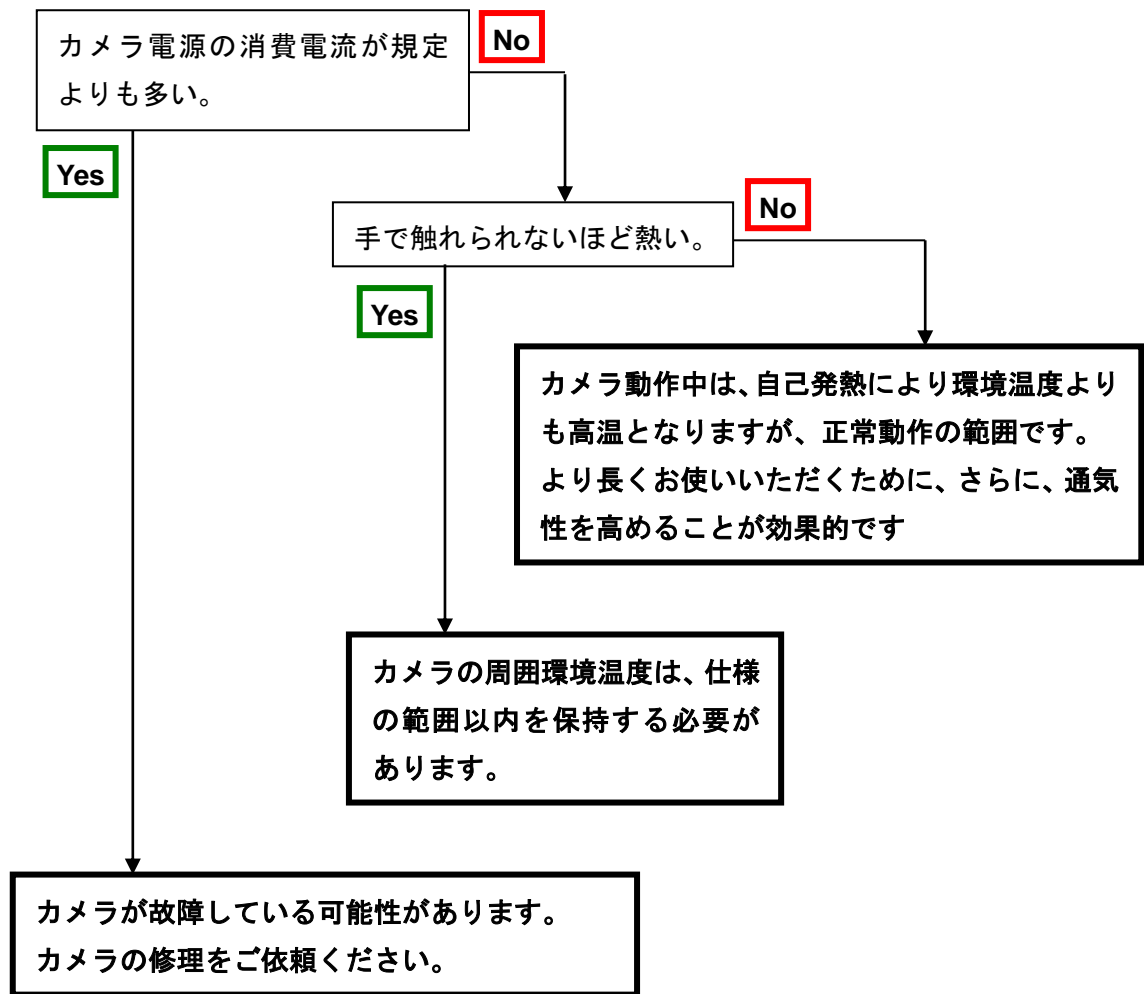 カメラ電源の消費電流が規定
よりも多い。
No
Yes
手で触れられないほど熱い。
No
Yes
カメラ動作中は、自己発熱により環境温度より
も高温となりますが、正常動作の範囲です。
より長くお使いいただくために、さらに、通気
性を高めることが効果的です
カメラの周囲環境温度は、仕様
の範囲以内を保持する必要が
あります。
カメラが故障している可能性があります。
カメラの修理をご依頼ください。